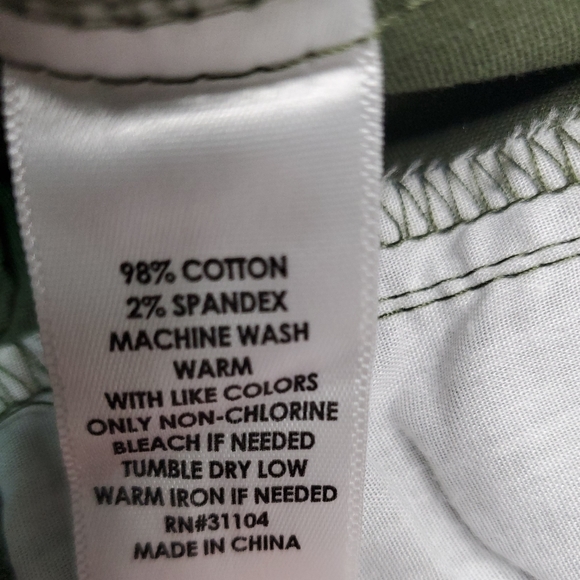 98% COTTON
2% SPANDEX
MACHINE WASH
WARM
WITH LIKE COLORS
ONLY NON-CHLORINE
BLEACH IF NEEDED
TUMBLE DRY LOW
WARM IRON IF NEEDED
RN#31104
MADE IN CHINA